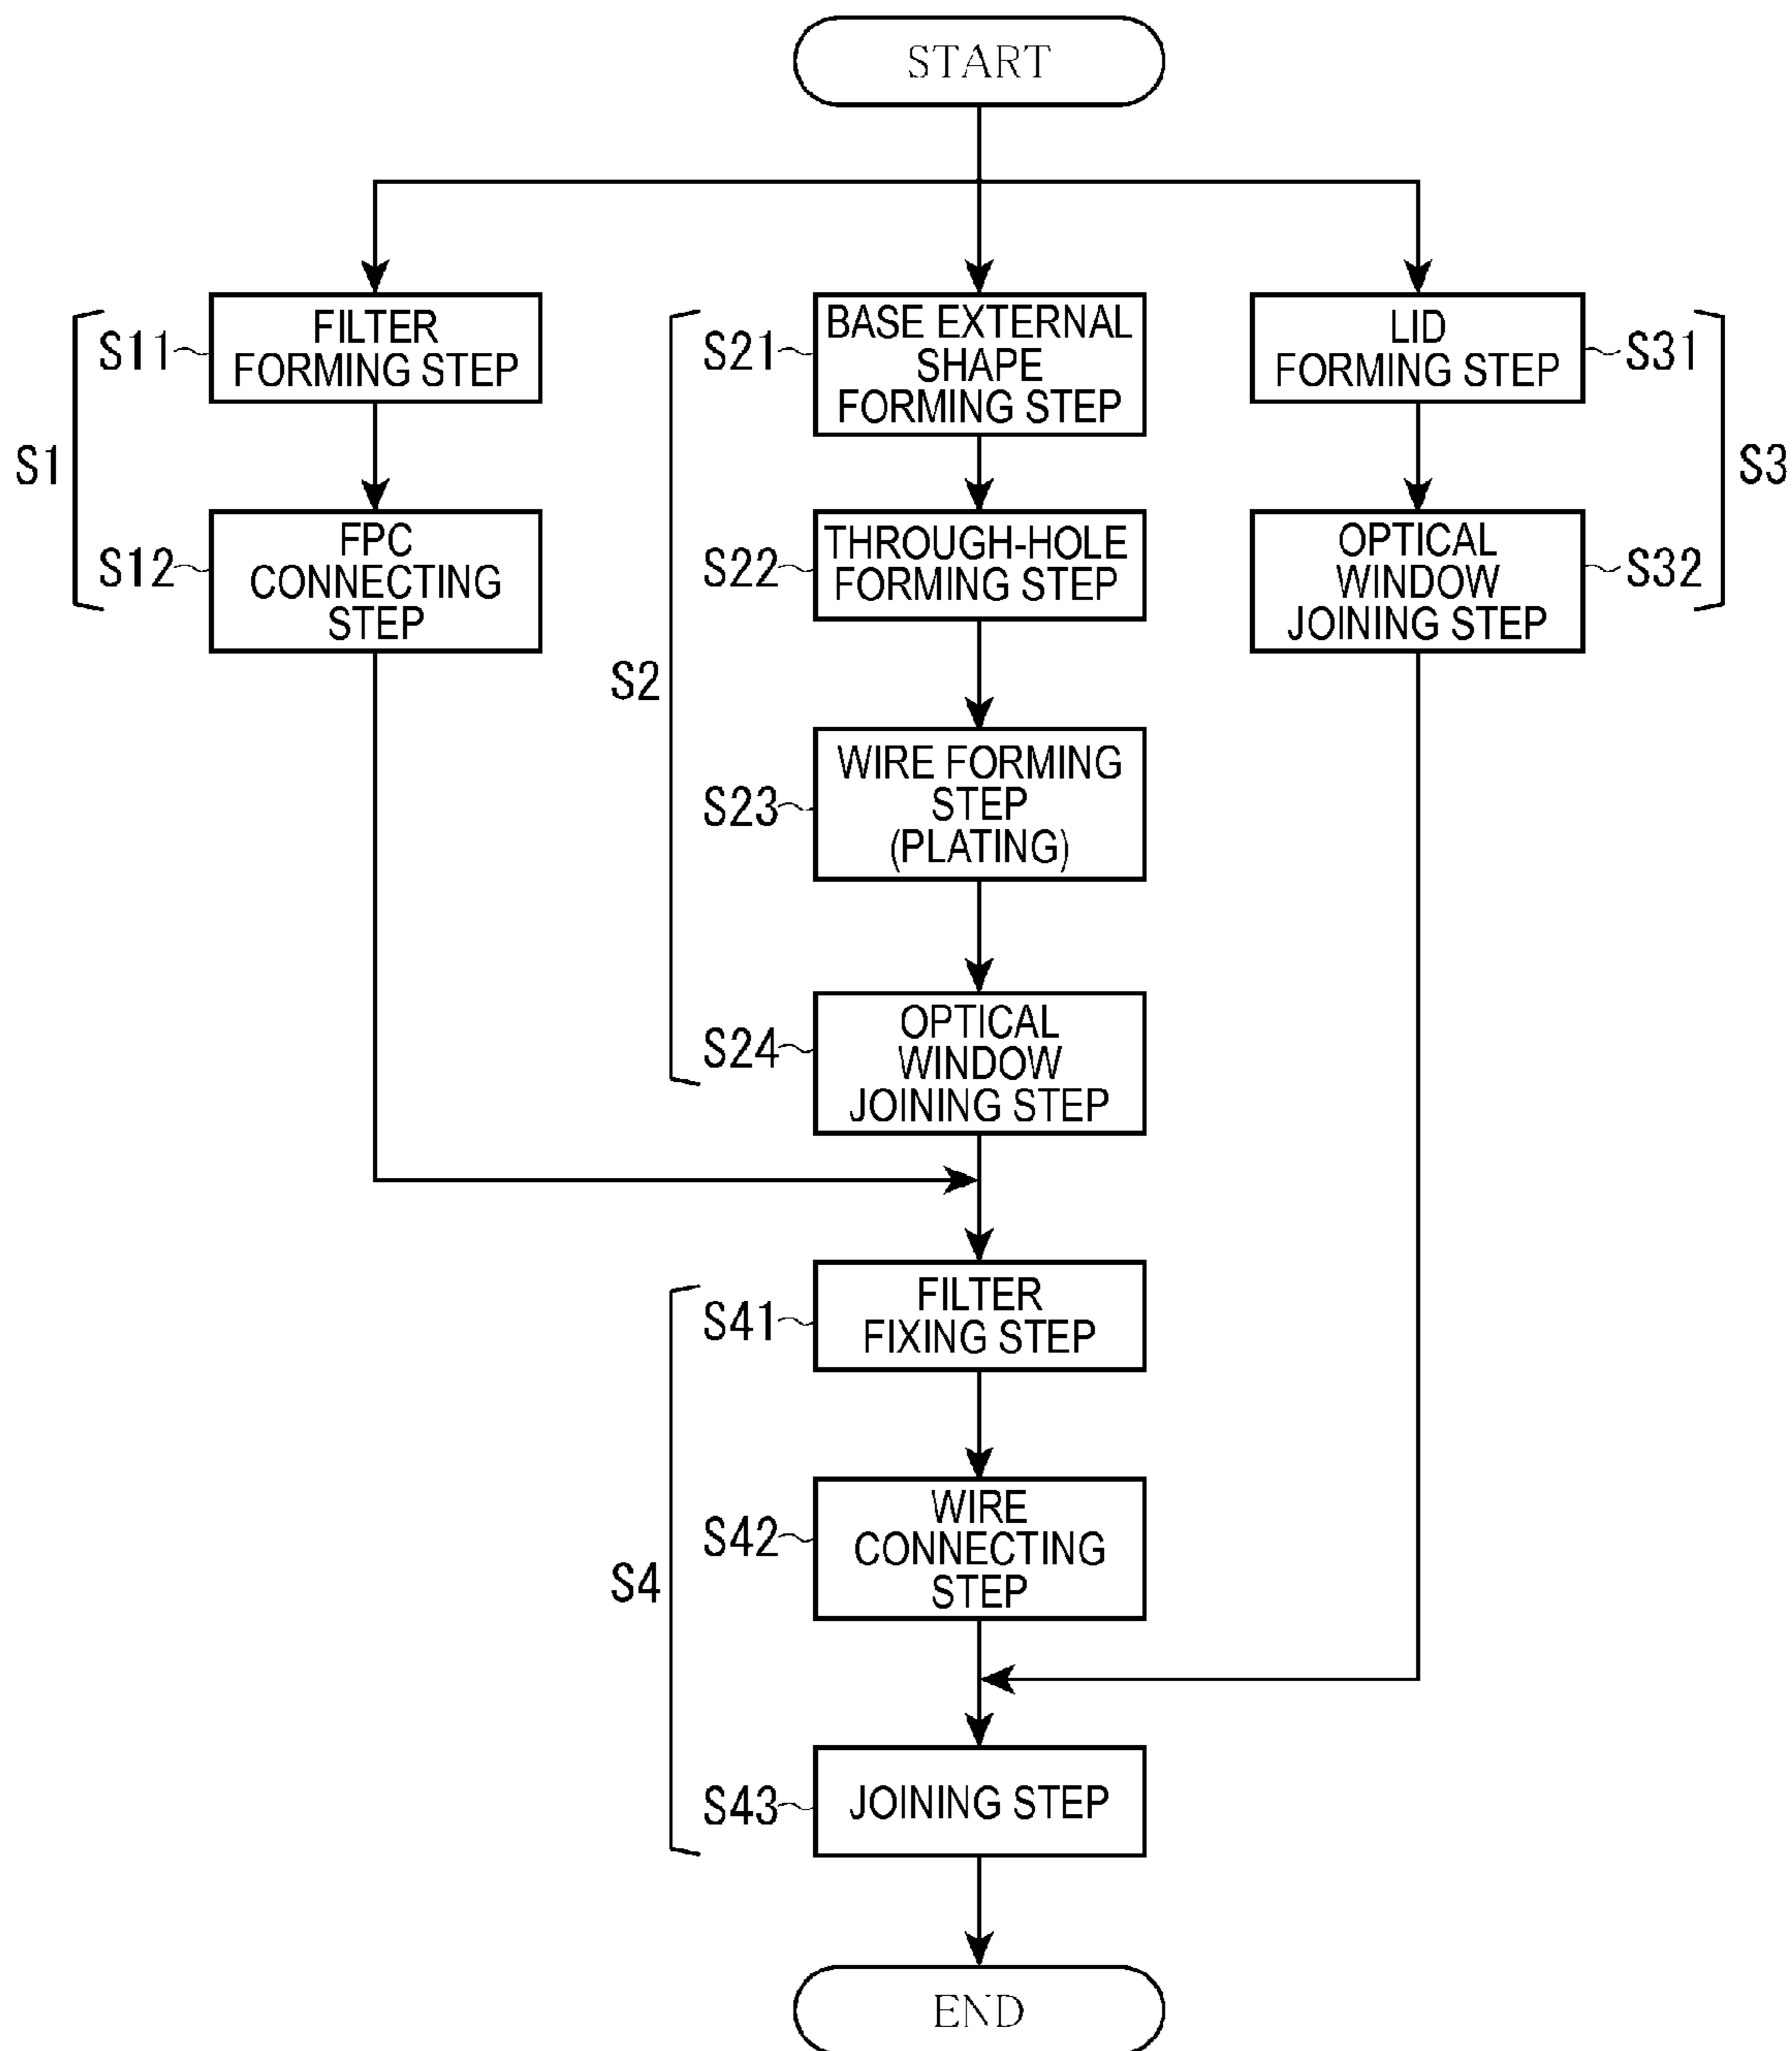 START
S1
S11
FILTER
FORMING STEP
S12
FPC
CONNECTING
STEP
S2
S21
BASE EXTERNAL
SHAPE
FORMING STEP
S22
THROUGH-HOLE
FORMING STEP
S23
WIRE FORMING
STEP
(PLATING)
S24
OPTICAL
WINDOW
JOINING STEP
LID
FORMING STEP
S31
OPTICAL
WINDOW
JOINING STEP
S32
S3
S4
S41
FILTER
FIXING STEP
S42
WIRE
CONNECTING
STEP
S43
JOINING STEP
END